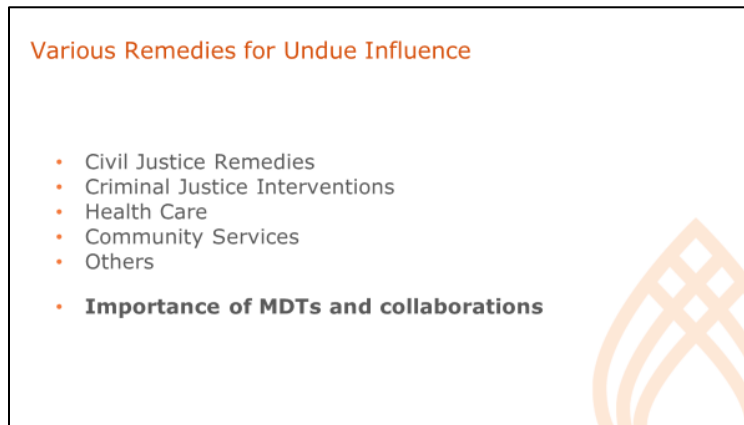 Various Remedies for Undue Influence
• Civil Justice Remedies
• Criminal Justice Interventions
• Health Care
• Community Services
• Others
• Importance of MDTs and collaborations